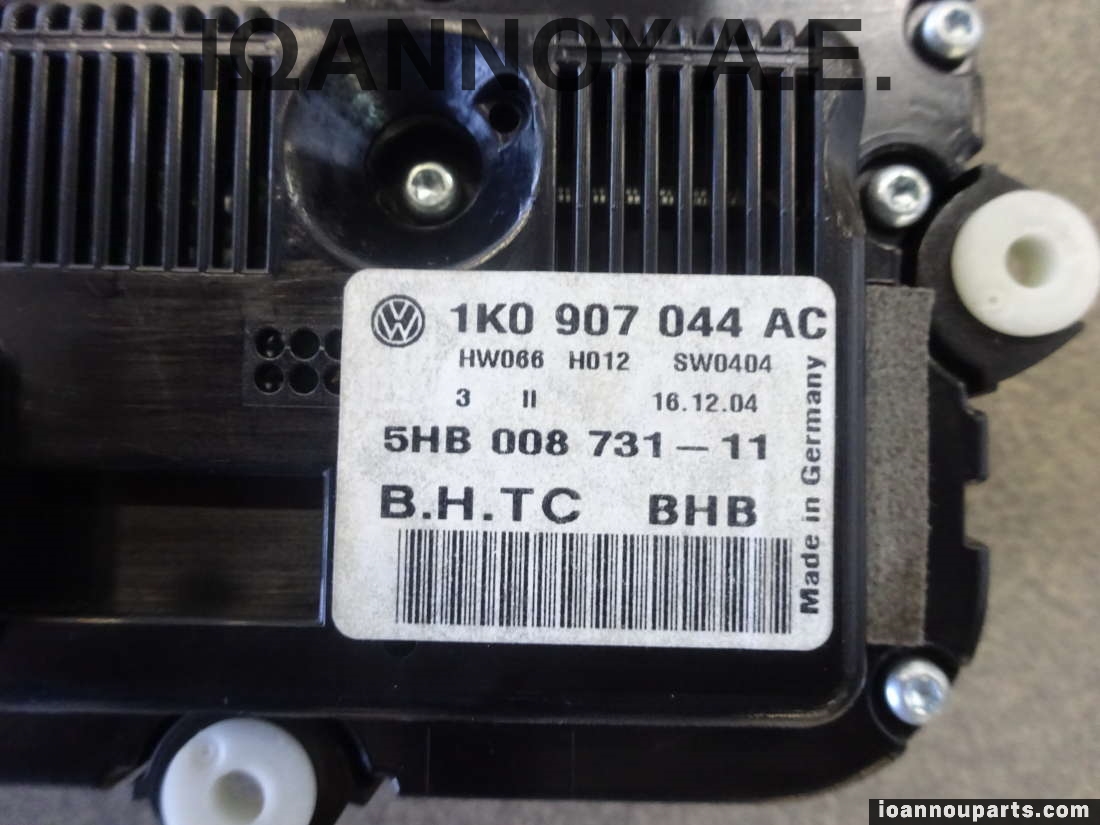 ΙΩΑΝΝΟΥ Α.Ε.
1K0 907 044 AC
HW066 H012 SW0404
3 II 16.12.04
5HB 008 731-11
B.H.TC BHB
Made in Germany
ioannouparts.com